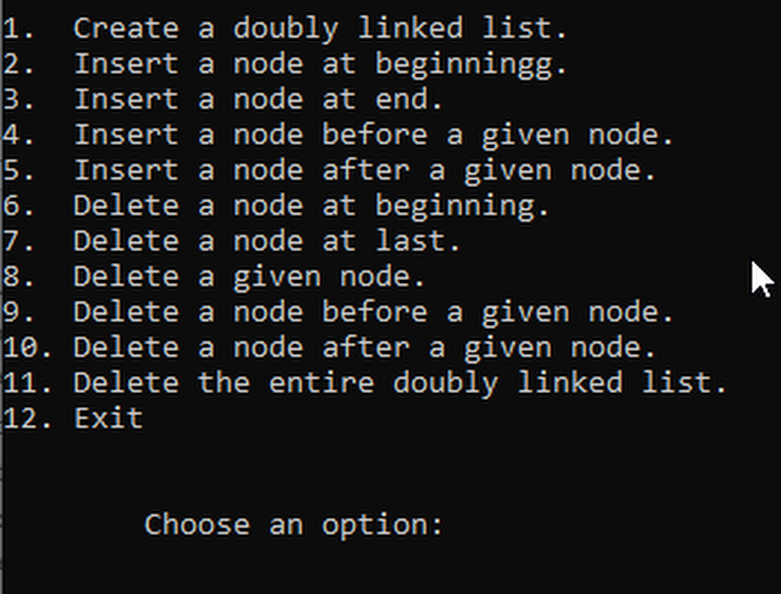 1.  Create a doubly linked list.
2.  Insert a node at beginningg.
3.  Insert a node at end.
4.  Insert a node before a given node.
5.  Insert a node after a given node.
6.  Delete a node at beginning.
7.  Delete a node at last.
8.  Delete a given node.
9.  Delete a node before a given node.
10. Delete a node after a given node.
11. Delete the entire doubly linked list.
12. Exit
Choose an option: